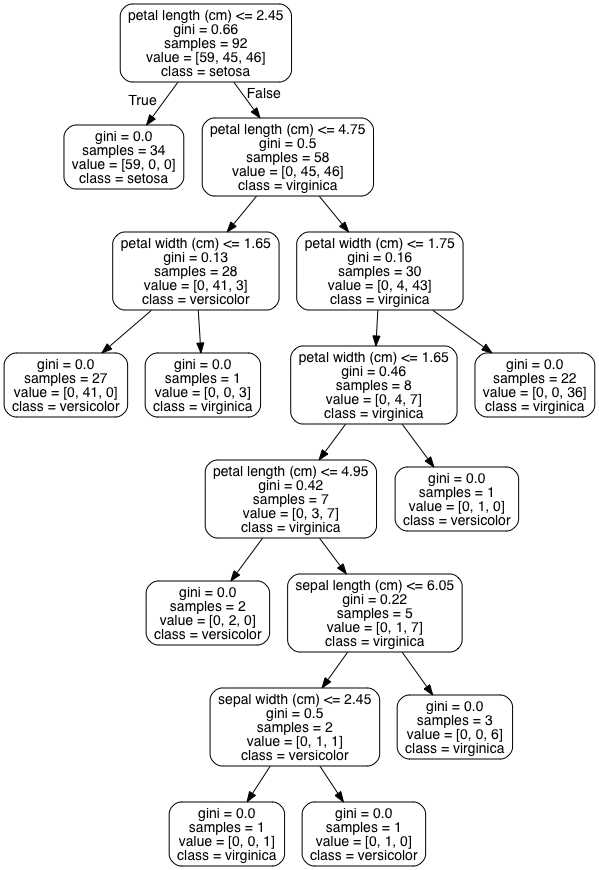 petal length (cm) <= 2.45
gini = 0.66
samples = 92
value = [59, 45, 46]
class = setosa
True
False
gini = 0.0
samples = 34
value = [59, 0, 0]
class = setosa
petal length (cm) <= 4.75
gini = 0.5
samples = 58
value = [0, 45, 46]
class = virginica
petal width (cm) <= 1.65
gini = 0.13
samples = 28
value = [0, 41, 3]
class = versicolor
petal width (cm) <= 1.75
gini = 0.16
samples = 30
value = [0, 4, 43]
class = virginica
gini = 0.0
samples = 27
value = [0, 41, 0]
class = versicolor
gini = 0.0
samples = 1
value = [0, 0, 3]
class = virginica
petal width (cm) <= 1.65
gini = 0.46
samples = 8
value = [0, 4, 7]
class = virginica
gini = 0.0
samples = 22
value = [0, 0, 36]
class = virginica
petal length (cm) <= 4.95
gini = 0.42
samples = 7
value = [0, 3, 7]
class = virginica
gini = 0.0
samples = 1
value = [0, 1, 0]
class = versicolor
gini = 0.0
samples = 2
value = [0, 2, 0]
class = versicolor
sepal length (cm) <= 6.05
gini = 0.22
samples = 5
value = [0, 1, 7]
class = virginica
sepal width (cm) <= 2.45
gini = 0.5
samples = 2
value = [0, 1, 1]
class = versicolor
gini = 0.0
samples = 3
value = [0, 0, 6]
class = virginica
gini = 0.0
samples = 1
value = [0, 0, 1]
class = virginica
gini = 0.0
samples = 1
value = [0, 1, 0]
class = versicolor